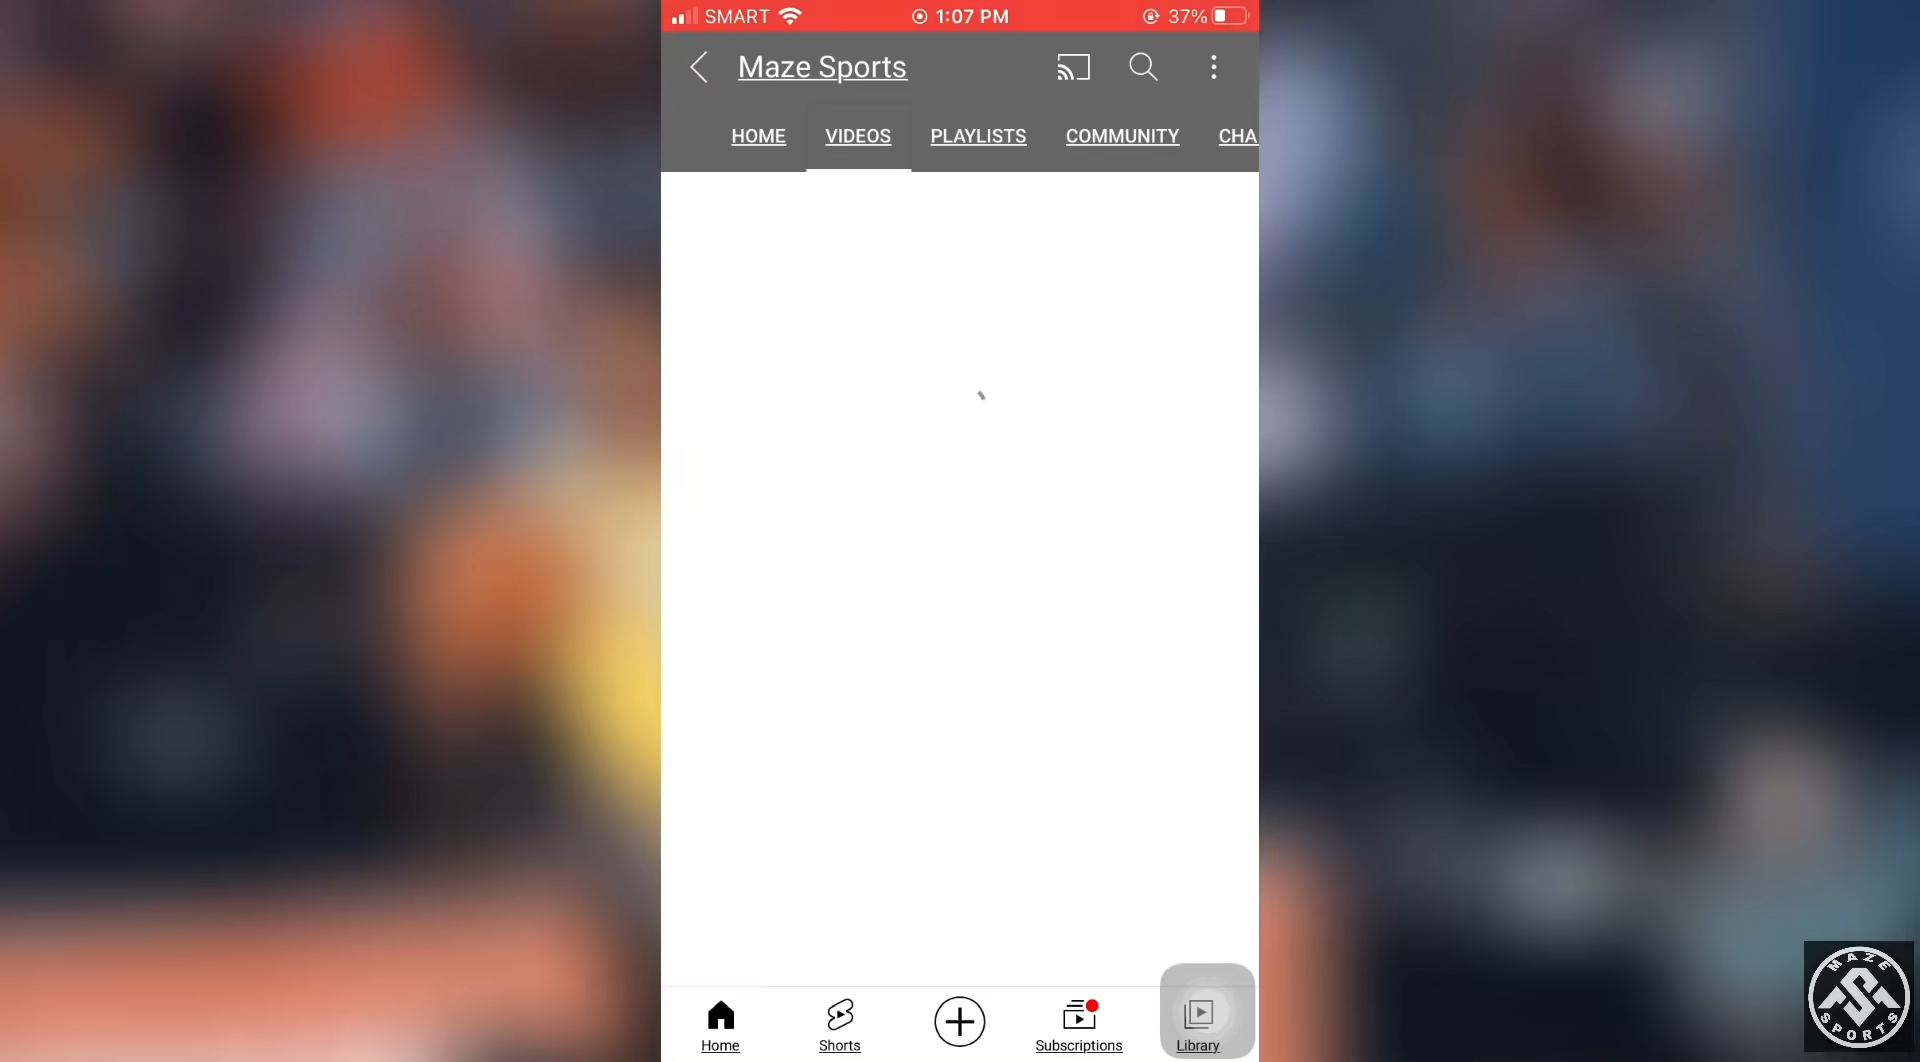 SMART 1:07 PM 37%
Maze Sports
HOME VIDEOS PLAYLISTS COMMUNITY CHA
Home Shorts Subscriptions Library
MAZE
SPORTS